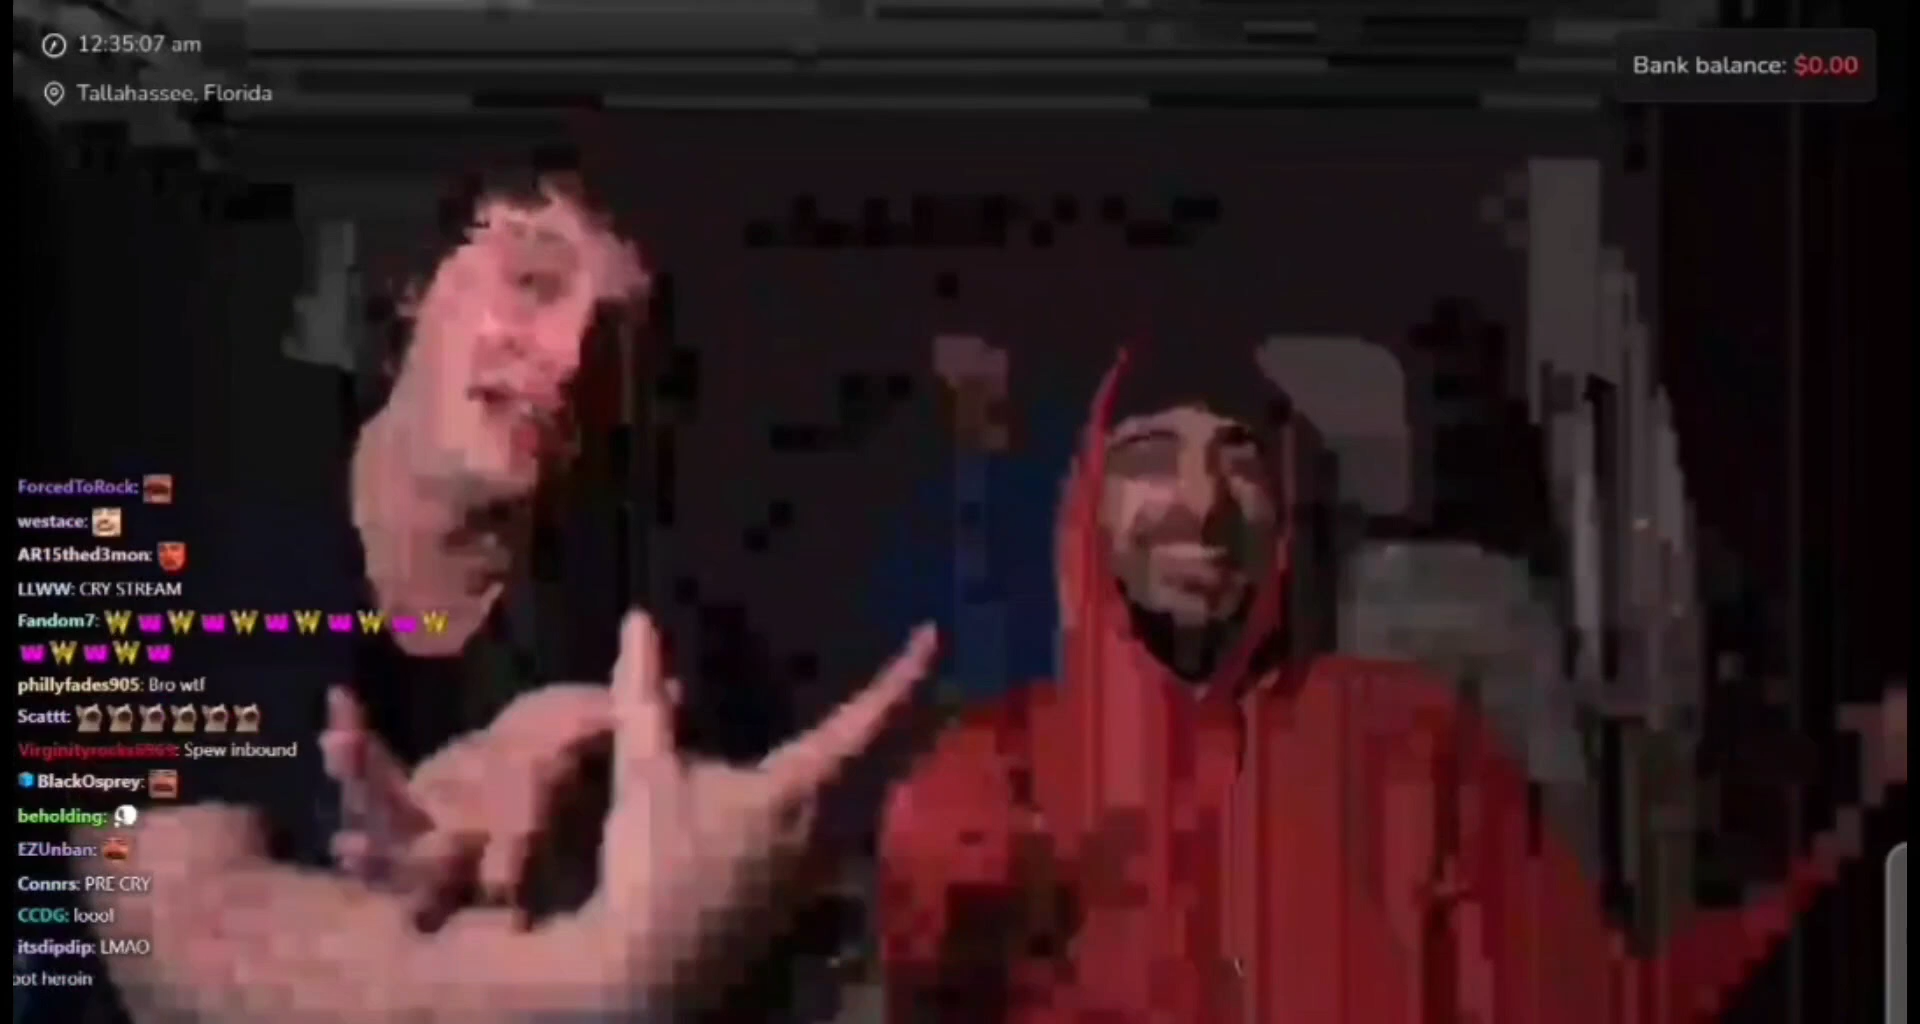 12:35:07 am
Tallahassee, Florida
Bank balance: $0.00
ForcedToRock:
westace:
AR15thed3mon:
LLWW: CRY STREAM
Fandom7: W W W W W W W W W W W
W W W W W
phillyfades905: Bro wtf
Scattt:
Virginityrocks6969: Spew inbound
BlackOsprey:
beholding:
EZUnban:
Connrs: PRE CRY
CCDG: loool
itsdipdip: LMAO
heroin